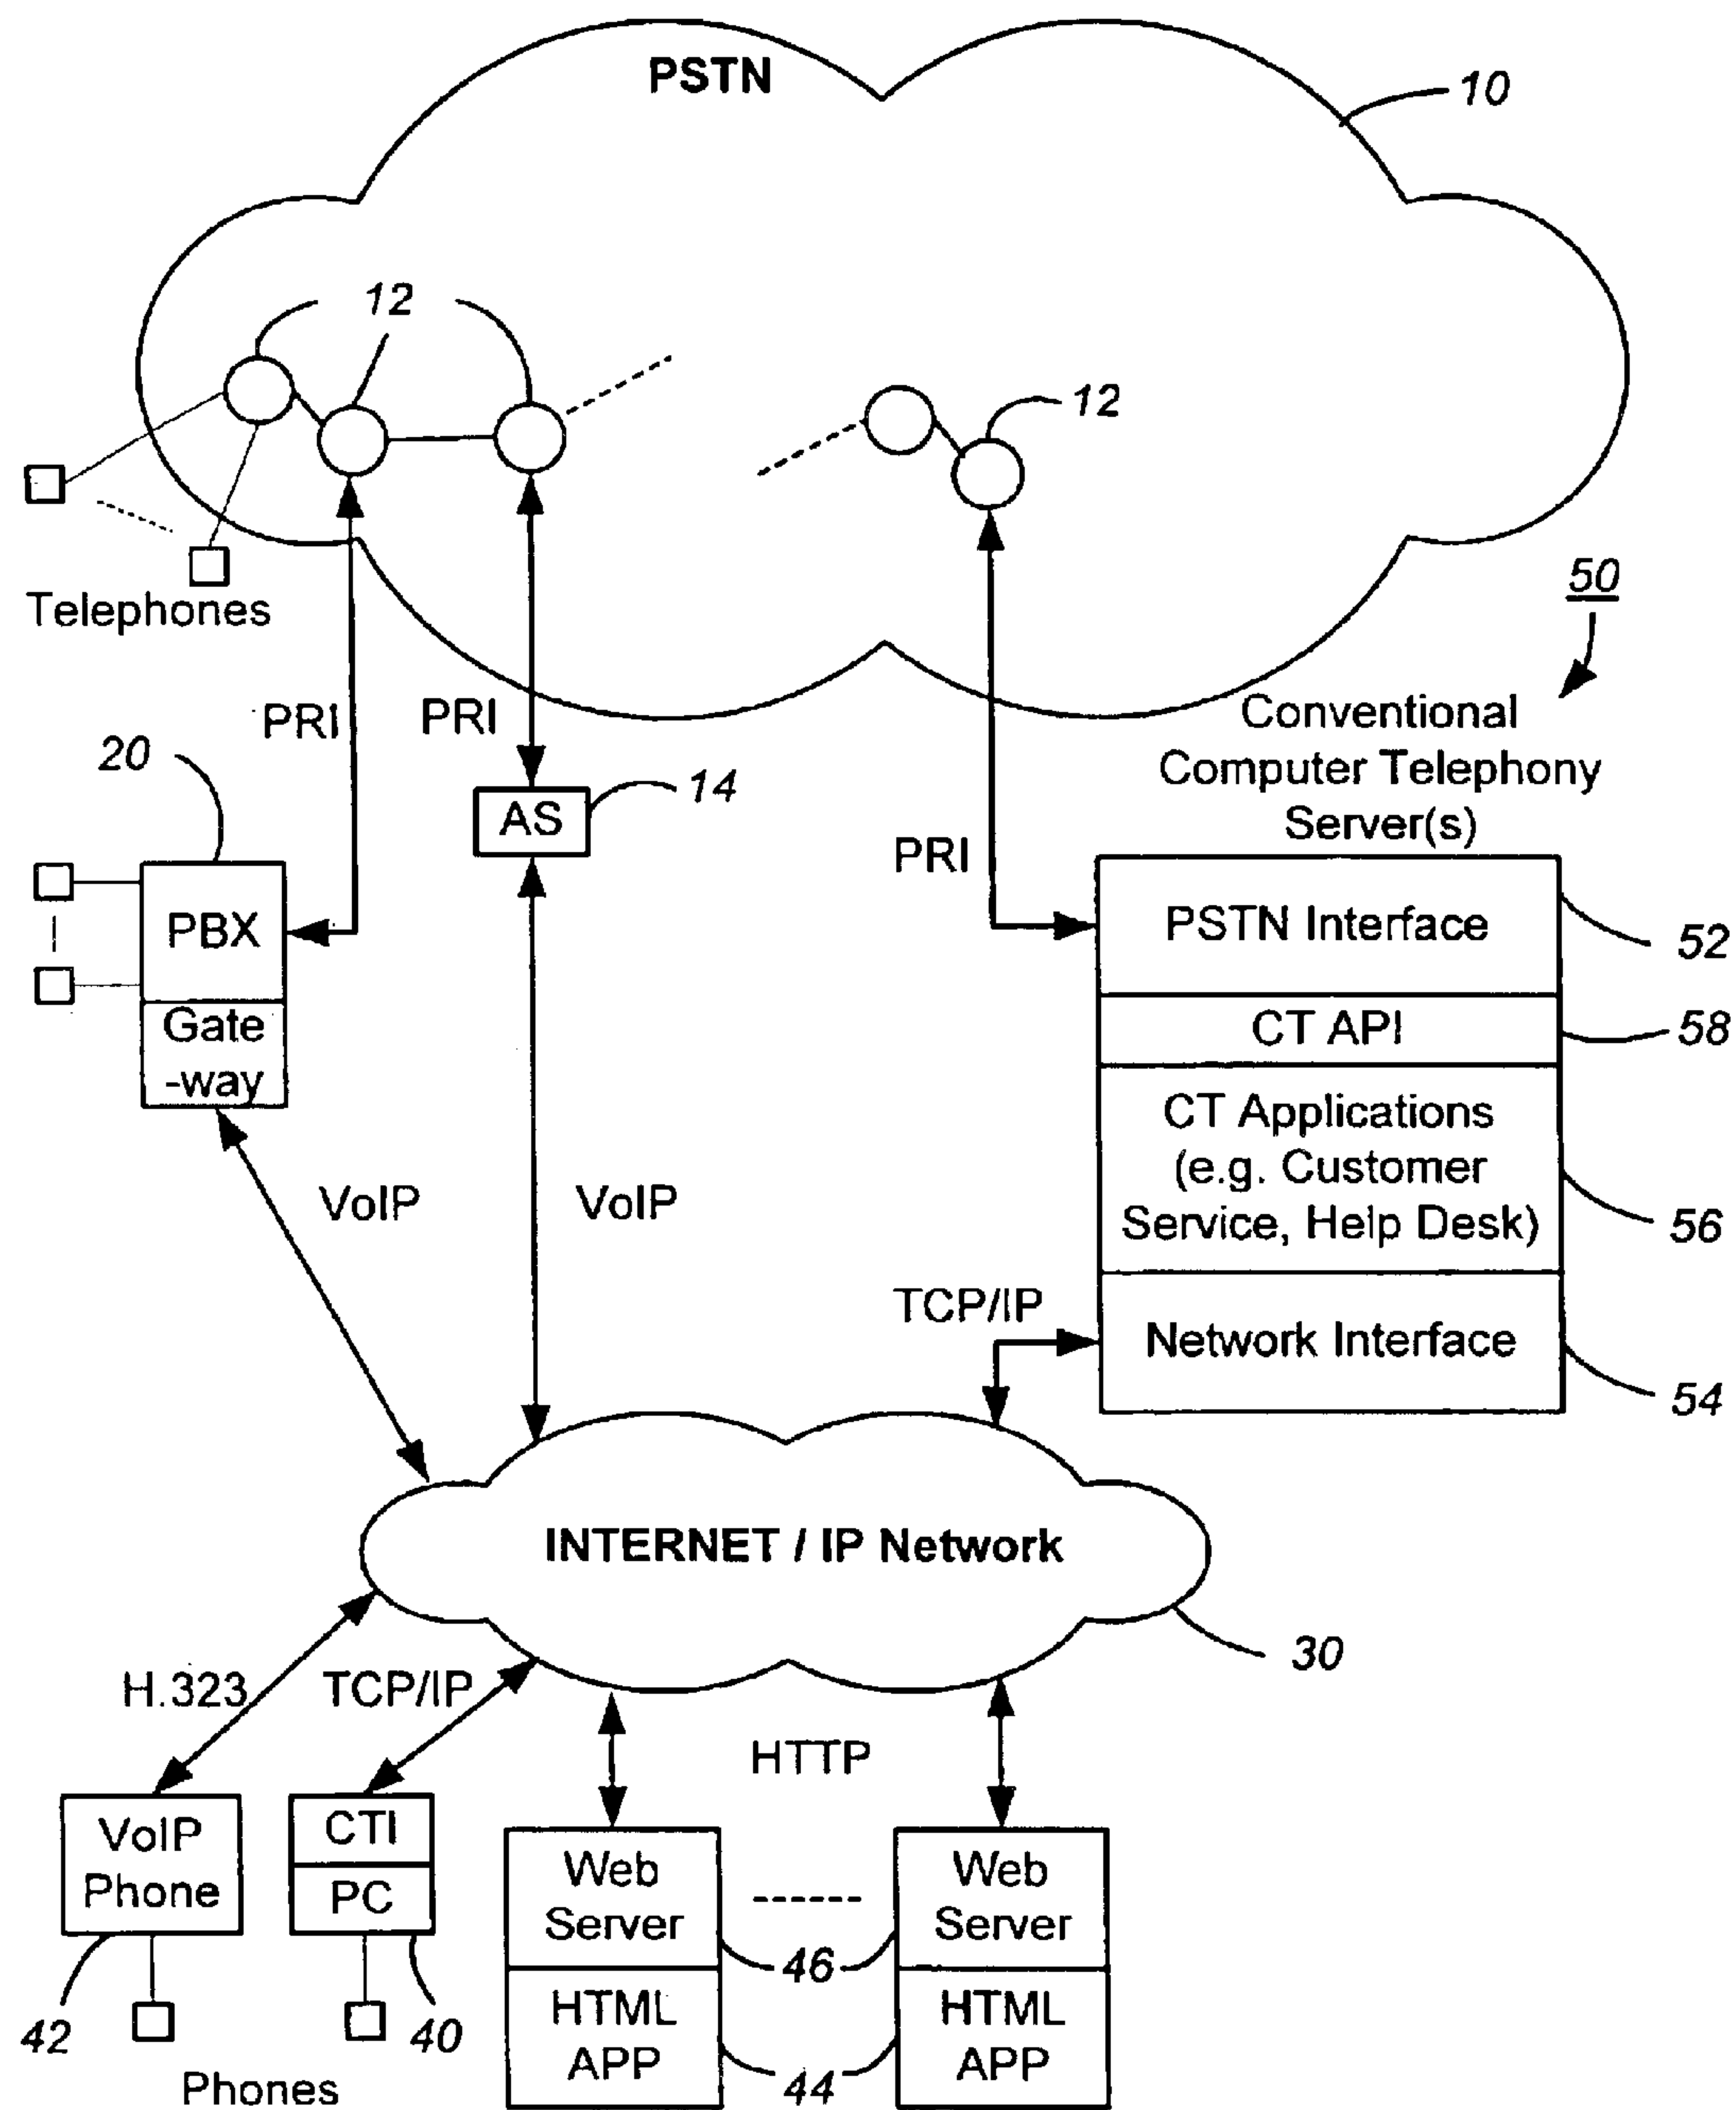 PSTN
10
12
12
Telephones
50
PRI
PRI
Conventional
Computer Telephony
Server(s)
20
14
AS
PRI
PBX
PSTN Interface
52
Gate
-way
CT API
58
CT Applications
(e.g. Customer
Service, Help Desk)
56
VoIP
VoIP
TCP/IP
Network Interface
54
INTERNET / IP Network
30
H.323
TCP/IP
HTTP
VoIP
Phone
CTI
PC
Web
Server
Web
Server
46
42
40
HTML
APP
HTML
APP
44
Phones